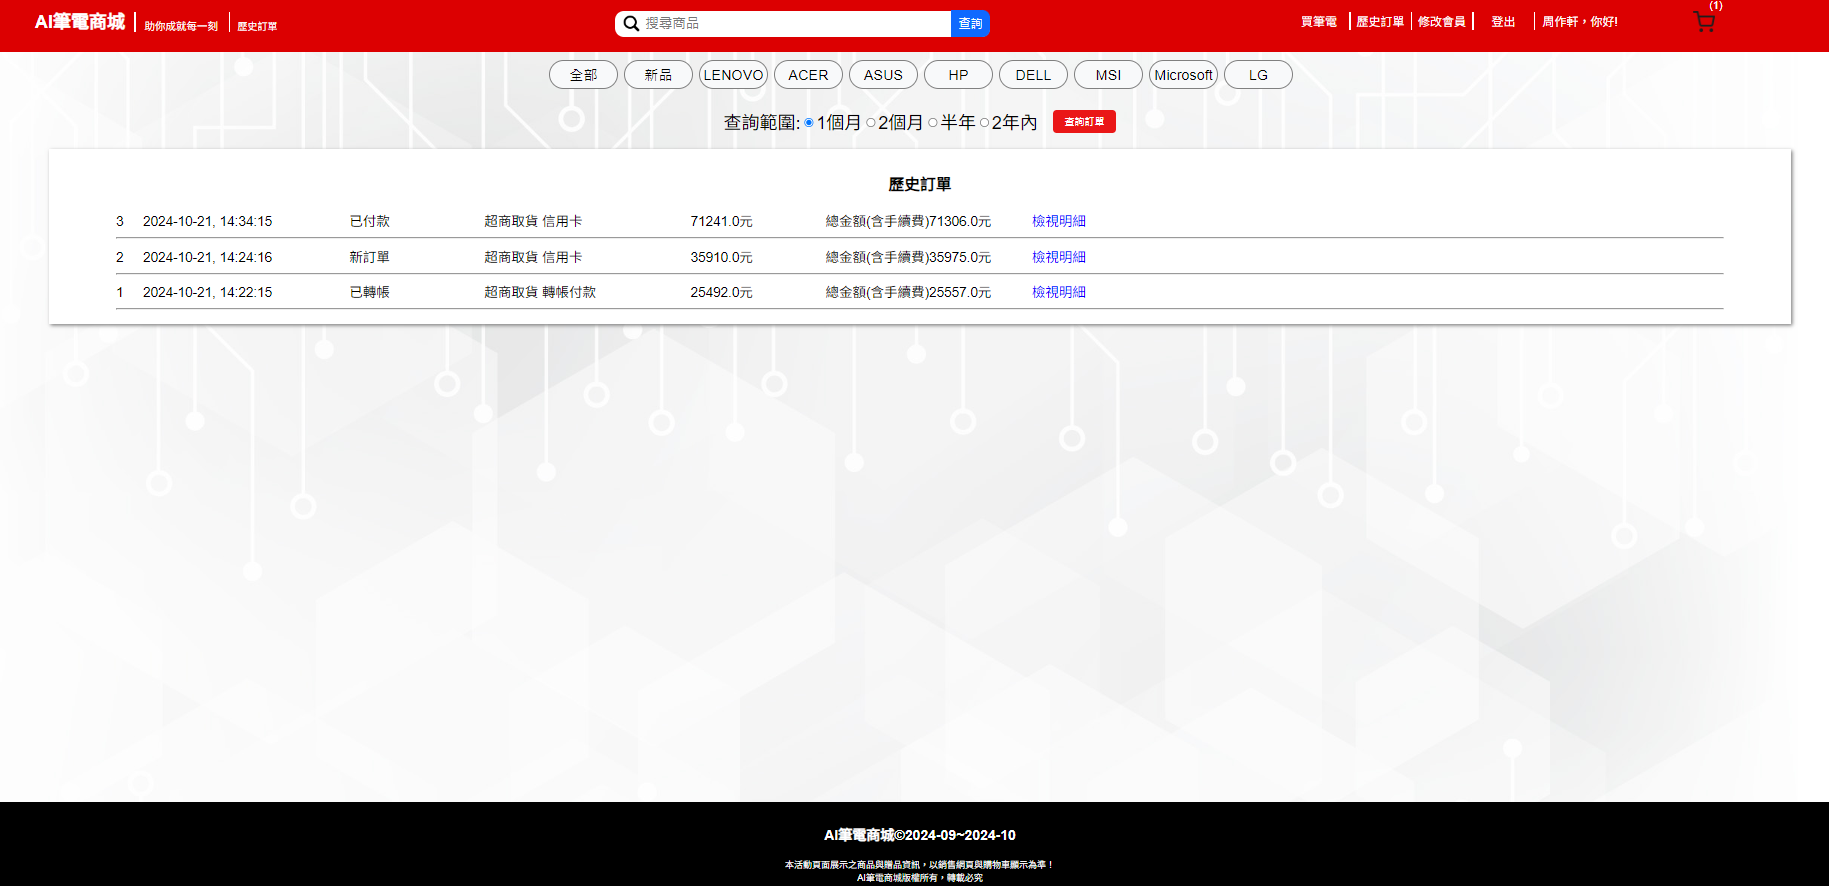 AI筆電商城 助你成就每一刻 歷史訂單 搜尋商品 查詢 買筆電 歷史訂單 修改會員 登出 周作軒，你好! (1)
全部 新品 LENOVO ACER ASUS HP DELL MSI Microsoft LG
查詢範圍: 1個月 2個月 半年 2年內 查詢訂單
歷史訂單
3 2024-10-21, 14:34:15 已付款 超商取貨 信用卡 71241.0元 總金額(含手續費)71306.0元 檢視明細
2 2024-10-21, 14:24:16 新訂單 超商取貨 信用卡 35910.0元 總金額(含手續費)35975.0元 檢視明細
1 2024-10-21, 14:22:15 已轉帳 超商取貨 轉帳付款 25492.0元 總金額(含手續費)25557.0元 檢視明細
AI筆電商城©2024-09~2024-10
本活動頁面展示之商品與贈品資訊，以銷售網頁與購物車顯示為準！
AI筆電商城版權所有，轉載必究